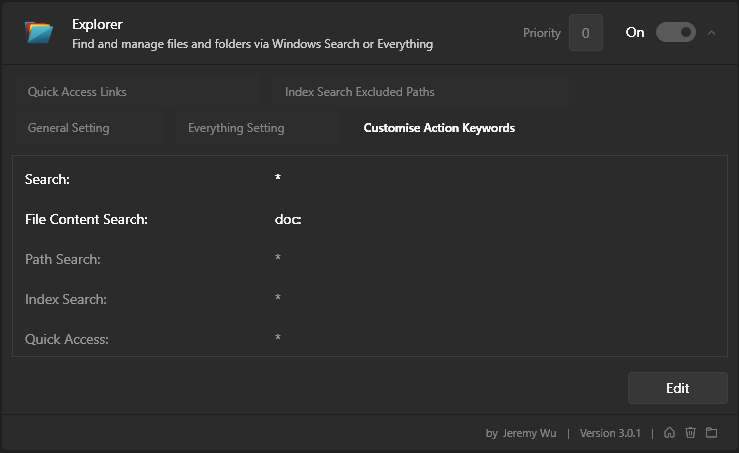 Explorer
Find and manage files and folders via Windows Search or Everything
Priority 0 On
Quick Access Links Index Search Excluded Paths
General Setting Everything Setting Customise Action Keywords
Search: *
File Content Search: doc:
Path Search: *
Index Search: *
Quick Access: *
Edit
by Jeremy Wu | Version 3.0.1 |